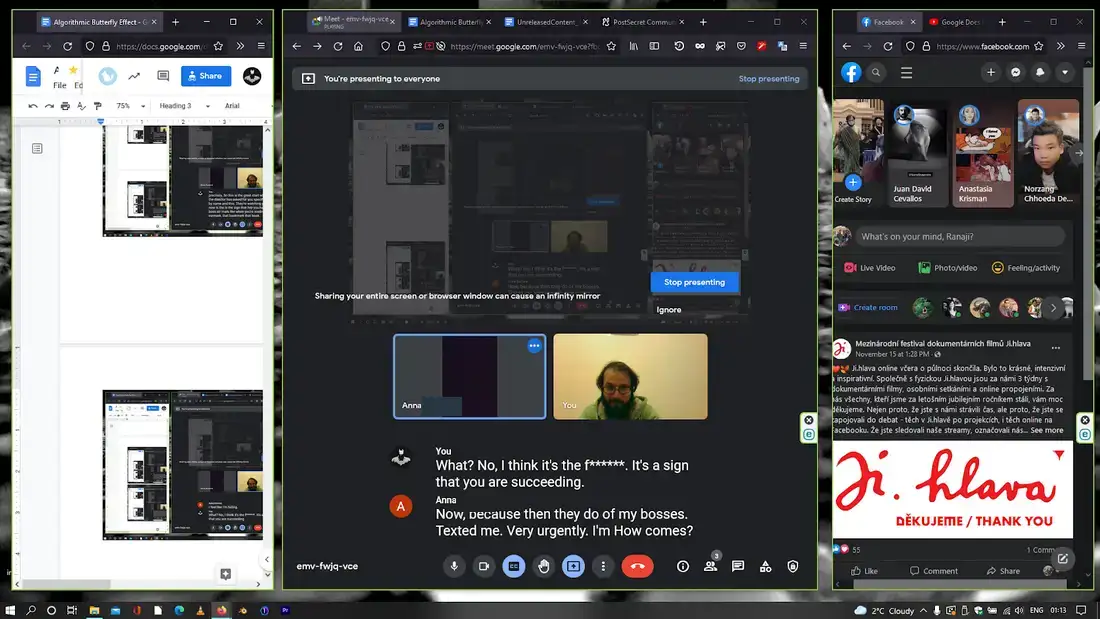 Algorithmic Butterfly Effect - G
https://docs.google.com/
File
Ed
Share
75%
Heading 3
Arial
Meet - emv-fwjq-vce
PLAYING
Algorithmic Butterfly
UnreleasedContent_
PostSecret Commun
https://meet.google.com/emv-fwjq-vce?
You're presenting to everyone
Stop presenting
Sharing your entire screen or browser window can cause an infinity mirror
Stop presenting
Ignore
Anna
You
You
What? No, I think it's the f******. It's a sign
that you are succeeding.
A
Anna
Now, because then they do of my bosses.
Texted me. Very urgently. I'm How comes?
emv-fwjq-vce
3
Facebook
Google Docs
https://www.facebook.com
Create Story
Juan David
Cevallos
Anastasia
Krisman
Norzang
Chhoeda De...
What's on your mind, Ranaji?
Live Video
Photo/video
Feeling/activity
Create room
Mezinárodní festival dokumentárních filmů Ji.hlava
November 15 at 1:28 PM
Ji.hlava online včera o půlnoci skončila. Bylo to krásné, intenzivní
a inspirativní. Společně s fyzickou Ji.hlavou jsou za námi 3 týdny s
dokumentárními filmy, osobními setkáními a online propojeními. Za
nás všechny, kteří jsme za letošním jubilejním ročníkem stáli, vám moc
děkujeme. Nejen proto, že jste s námi strávili čas, ale proto, že jste se
zapojovali do debat - těch v Ji.hlavě po projekcích, i těch online na
Facebooku. Že jste sledovali naše streamy, označovali nás... See more
Ji.hlava
DĚKUJEME / THANK YOU
55
1 Comm
Like
Comment
Share
2°C Cloudy
ENG
01:13